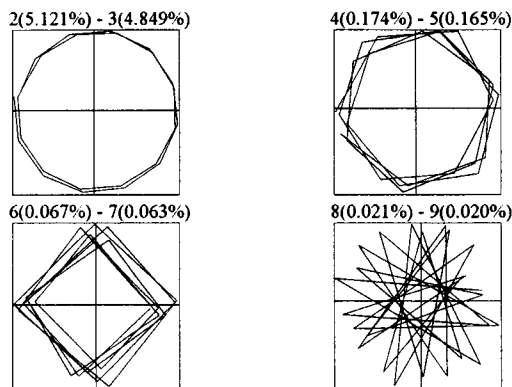 2(5.121%) - 3(4.849%)
4(0.174%) - 5(0.165%)
6(0.067%) - 7(0.063%)
8(0.021%) - 9(0.020%)